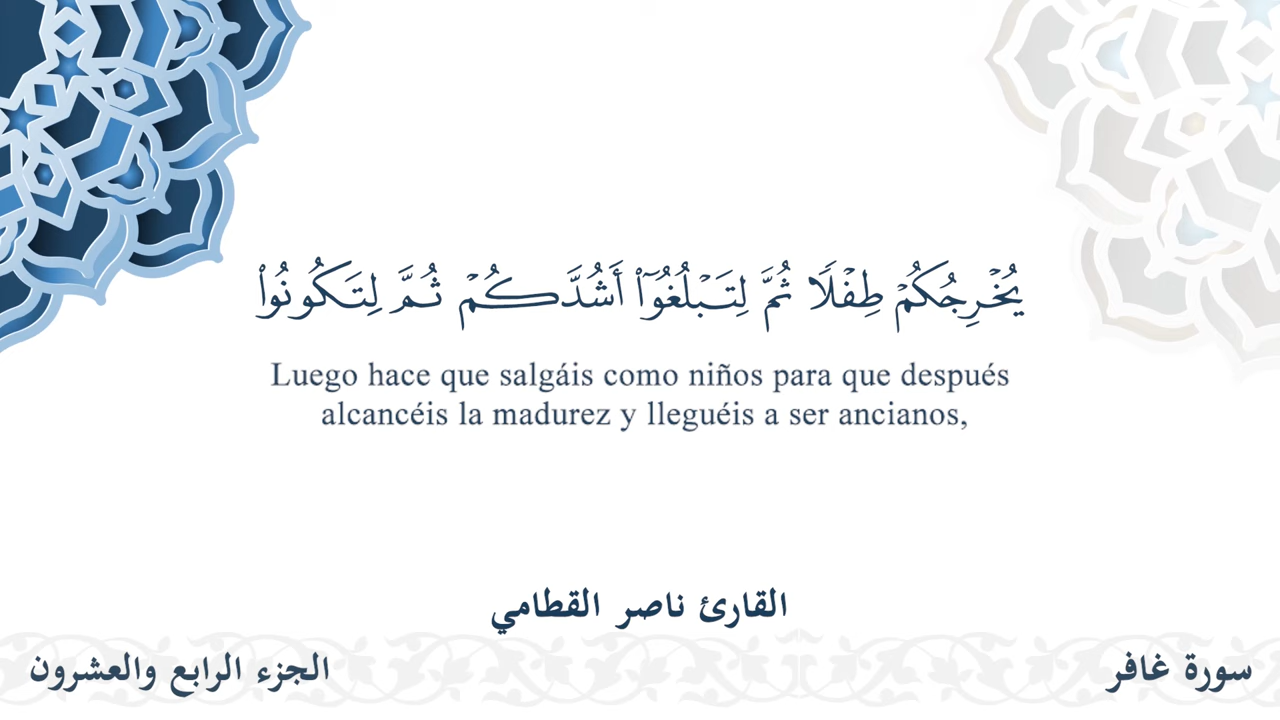 يُخْرِجُكُمْ طِفْلًا ثُمَّ لِتَبْلُغُوٓا۟ أَشُدَّكُمْ ثُمَّ لِتَكُونُوا۟
Luego hace que salgáis como niños para que después
alcancéis la madurez y lleguéis a ser ancianos,
القارئ ناصر القطامي
سورة غافر
الجزء الرابع والعشرون